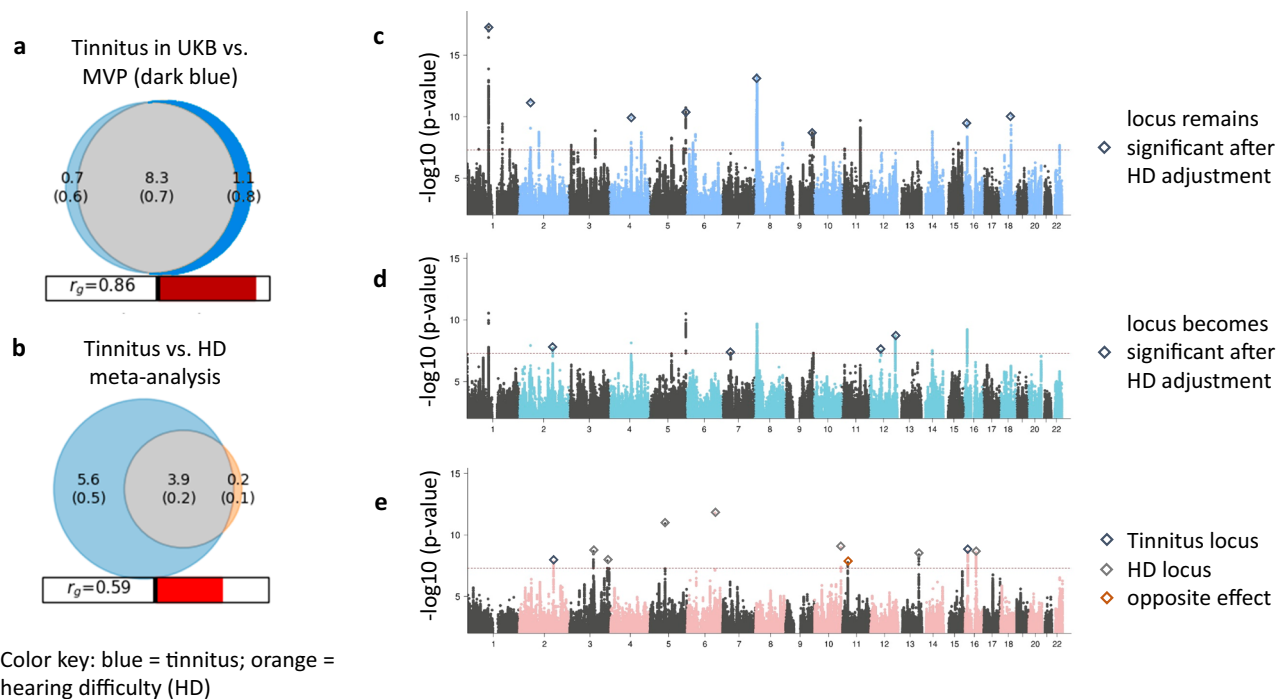 a
Tinnitus in UKB vs.
MVP (dark blue)
0.7
(0.6)
8.3
(0.7)
1.1
(0.8)
rg=0.86
b
Tinnitus vs. HD
meta-analysis
5.6
(0.5)
3.9
(0.2)
0.2
(0.1)
rg=0.59
Color key: blue = tinnitus; orange =
hearing difficulty (HD)
c
-log10 (p-value)
15
10
5
1 2 3 4 5 6 7 8 9 10 11 12 13 14 15 16 17 18 20 22
locus remains
significant after
HD adjustment
d
-log10 (p-value)
15
10
5
1 2 3 4 5 6 7 8 9 10 11 12 13 14 15 16 17 18 20 22
locus becomes
significant after
HD adjustment
e
-log10 (p-value)
15
10
5
1 2 3 4 5 6 7 8 9 10 11 12 13 14 15 16 17 18 20 22
Tinnitus locus
HD locus
opposite effect